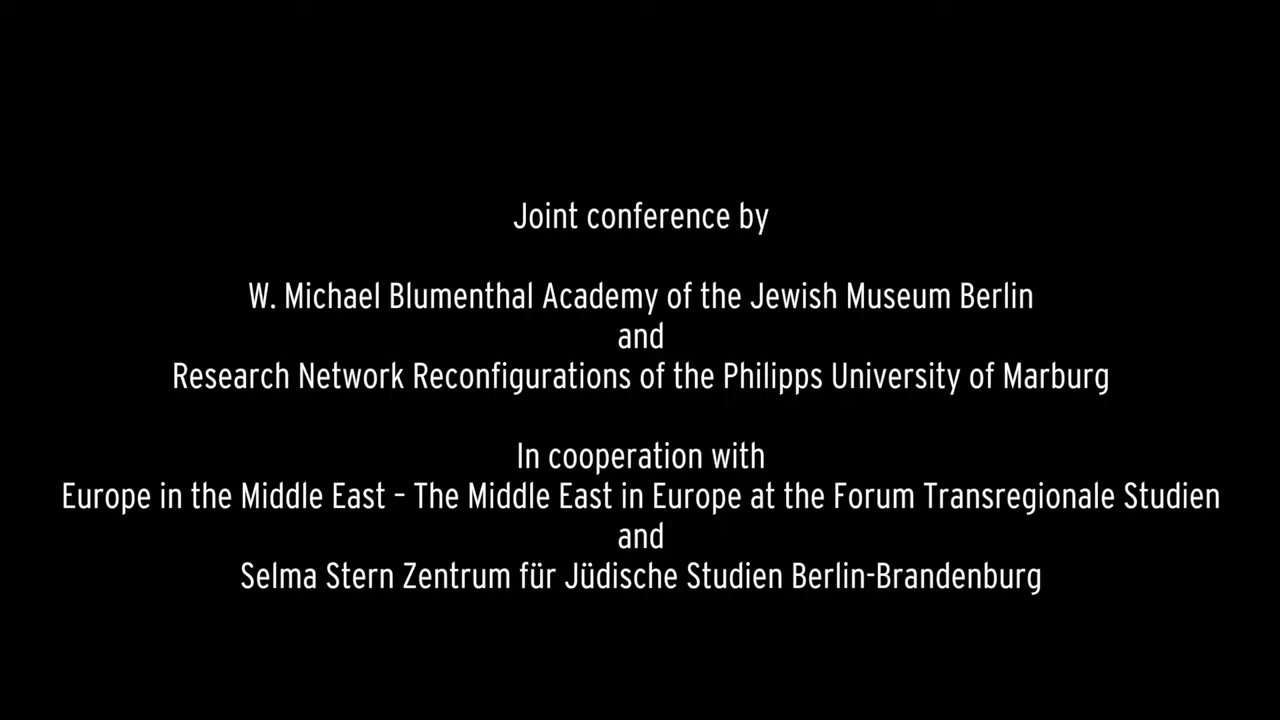 Joint conference by
W. Michael Blumenthal Academy of the Jewish Museum Berlin
and
Research Network Reconfigurations of the Philipps University of Marburg
In cooperation with
Europe in the Middle East – The Middle East in Europe at the Forum Transregionale Studien
and
Selma Stern Zentrum für Jüdische Studien Berlin-Brandenburg